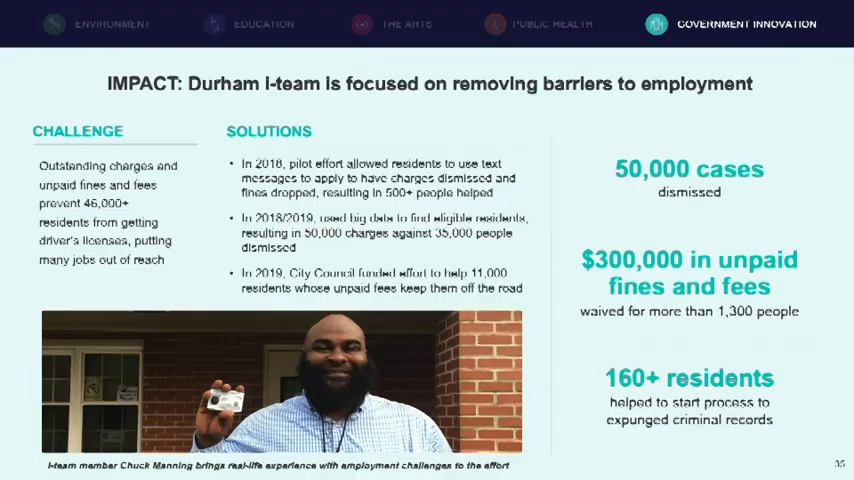 ENVIRONMENT
EDUCATION
THE ARTS
PUBLIC HEALTH
GOVERNMENT INNOVATION
IMPACT: Durham i-team is focused on removing barriers to employment
CHALLENGE
Outstanding charges and
unpaid fines and fees
prevent 46,000+
residents from getting
driver's licenses, putting
many jobs out of reach
SOLUTIONS
• In 2018, pilot effort allowed residents to use text
messages to apply to have charges dismissed and
fines dropped, resulting in 500+ people helped
• In 2018/2019, used big data to find eligible residents,
resulting in 50,000 charges against 35,000 people
dismissed
• In 2019, City Council funded effort to help 11,000
residents whose unpaid fees keep them off the road
50,000 cases
dismissed
$300,000 in unpaid
fines and fees
waived for more than 1,300 people
160+ residents
helped to start process to
expunged criminal records
i-team member Chuck Manning brings real-life experience with employment challenges to the effort
35